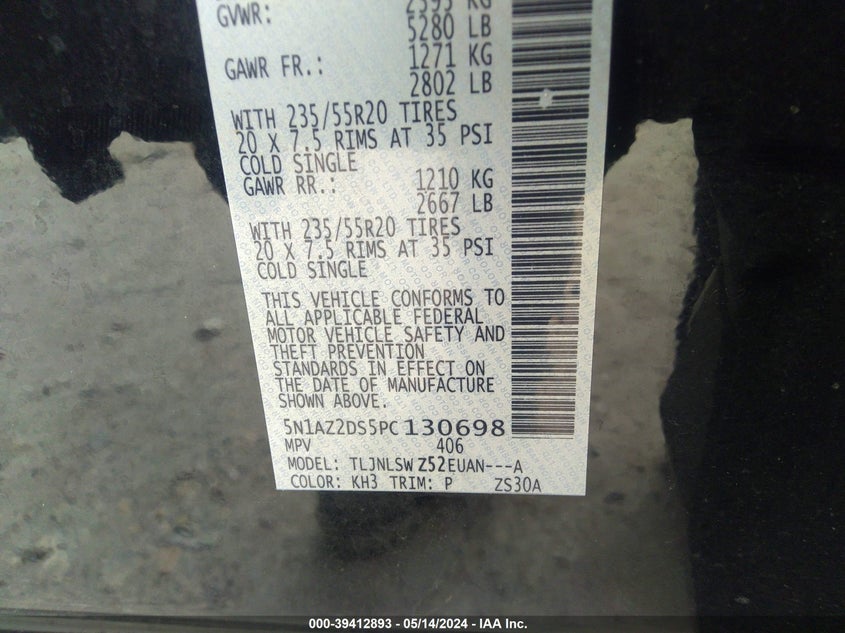 GVWR: 2395 KG
5280 LB
GAWR FR.: 1271 KG
2802 LB
WITH 235/55R20 TIRES
20 X 7.5 RIMS AT 35 PSI
COLD SINGLE
GAWR RR.: 1210 KG
2667 LB
WITH 235/55R20 TIRES
20 X 7.5 RIMS AT 35 PSI
COLD SINGLE
THIS VEHICLE CONFORMS TO
ALL APPLICABLE FEDERAL
MOTOR VEHICLE SAFETY AND
THEFT PREVENTION
STANDARDS IN EFFECT ON
THE DATE OF MANUFACTURE
SHOWN ABOVE.
5N1AZ2DS5PC130698
MPV 406
MODEL: TLJNLSWZ52EUAN---A
COLOR: KH3 TRIM: P ZS30A
000-39412893 / 05/14/2024 - IAA Inc.